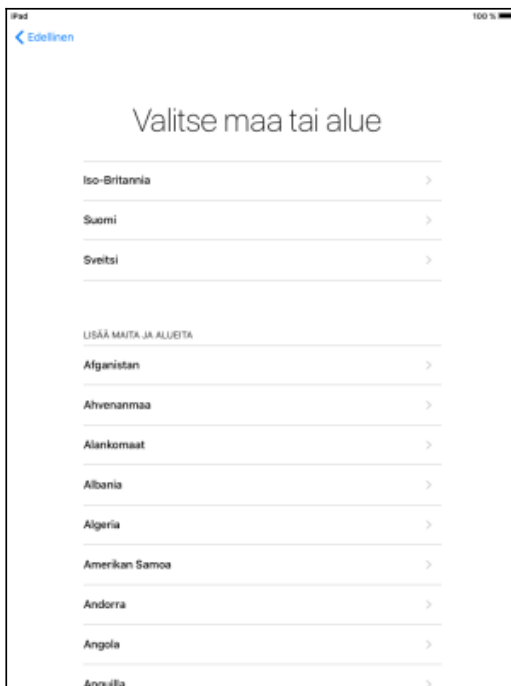 iPad 100 %
Edellinen
Valitse maa tai alue
Iso-Britannia
Suomi
Sveitsi
LISÄÄ MAITA JA ALUEITA
Afganistan
Ahvenanmaa
Alankomaat
Albania
Algeria
Amerikan Samoa
Andorra
Angola
Anguilla